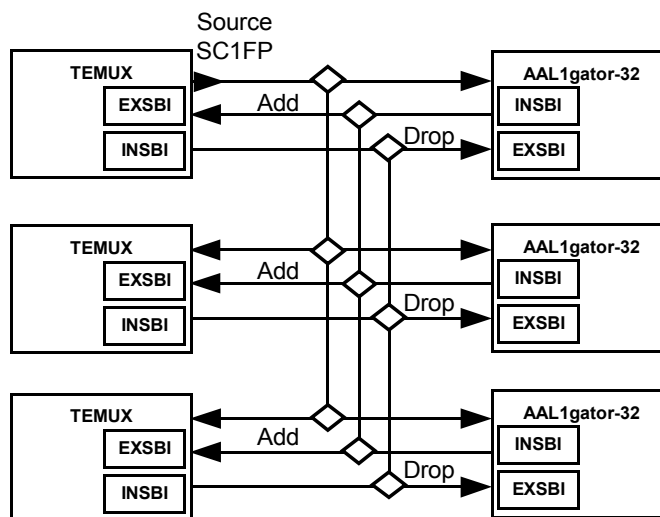 Source
SC1FP
TEMUX
AAL1gator-32
EXSBI
Add
INSBI
INSBI
Drop
EXSBI
TEMUX
AAL1gator-32
EXSBI
Add
INSBI
INSBI
Drop
EXSBI
TEMUX
AAL1gator-32
EXSBI
Add
INSBI
INSBI
Drop
EXSBI